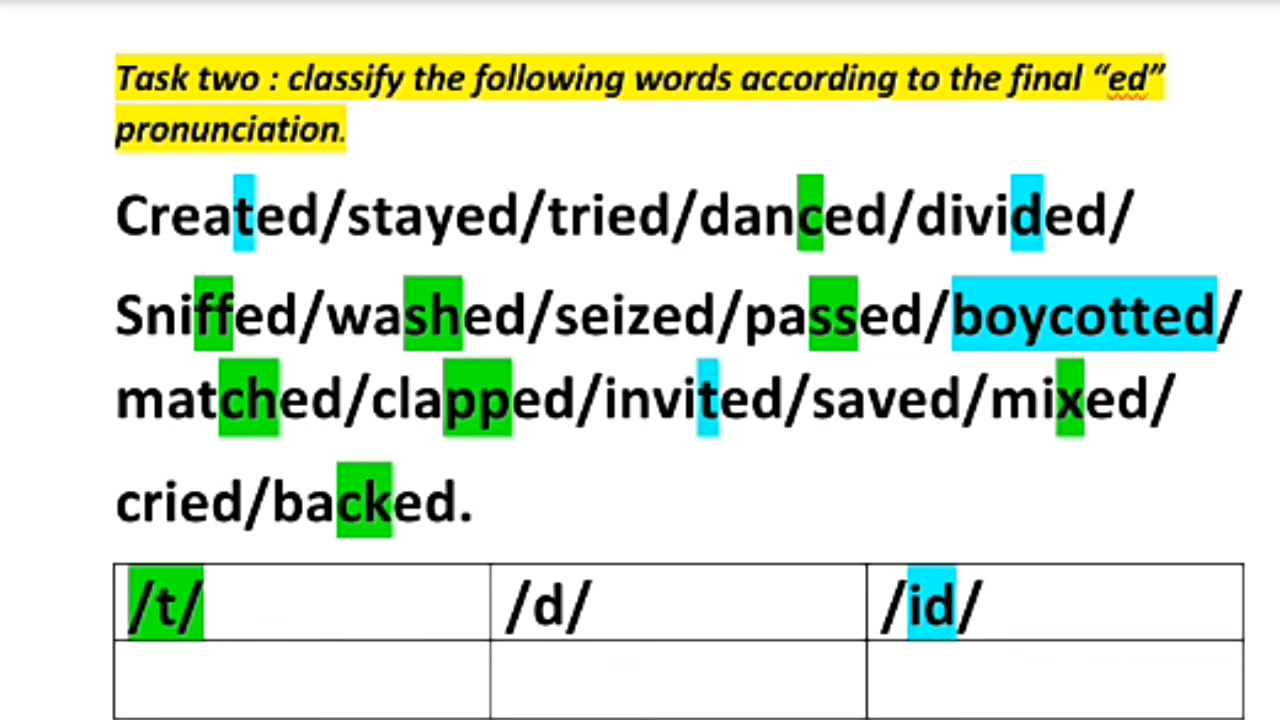 Task two : classify the following words according to the final “ed”
pronunciation.
Created/stayed/tried/danced/divided/
Sniffed/washed/seized/passed/boycotted/
matched/clapped/invited/saved/mixed/
cried/backed.
/t/ /d/ /id/